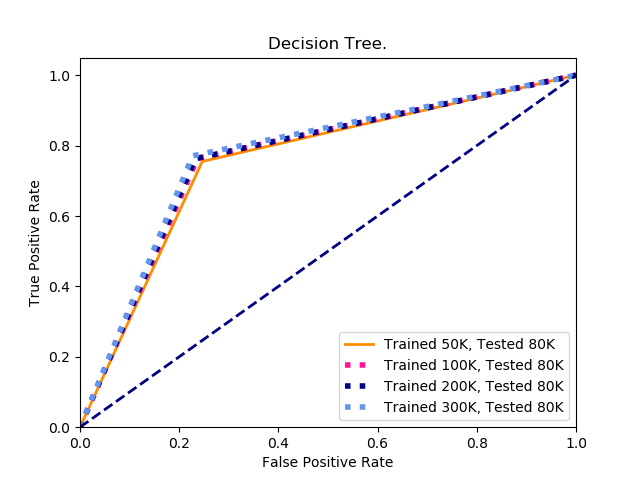 Decision Tree.
True Positive Rate
1.0
0.8
0.6
0.4
0.2
0.0
0.0 0.2 0.4 0.6 0.8 1.0
False Positive Rate
Trained 50K, Tested 80K
Trained 100K, Tested 80K
Trained 200K, Tested 80K
Trained 300K, Tested 80K